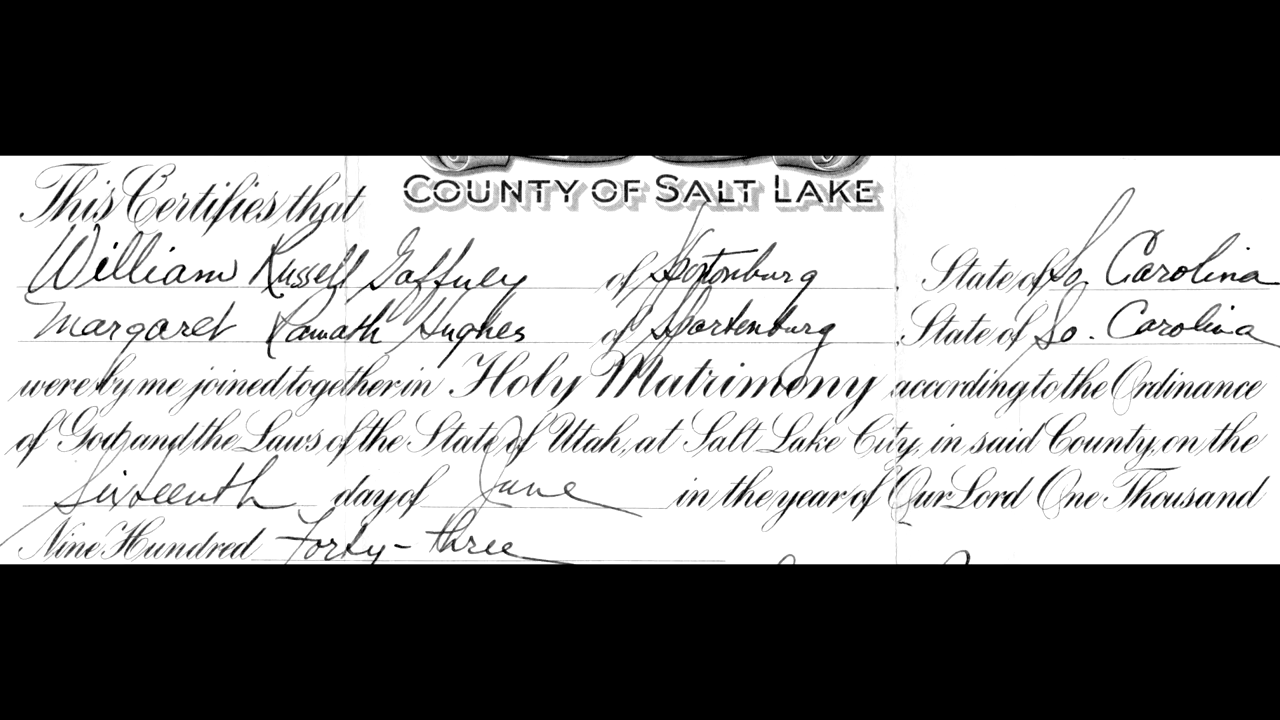 COUNTY OF SALT LAKE
This Certifies that
William Russell Gaffney of Spartonburg, State of So. Carolina
Margaret Hughes of Spartenburg, State of So. Carolina
were by me joined together in Holy Matrimony according to the Ordinance
of God and the Laws of the State of Utah, at Salt Lake City, in said County, on the
Sixteenth day of June in the year of Our Lord One Thousand
Nine Hundred Forty-three